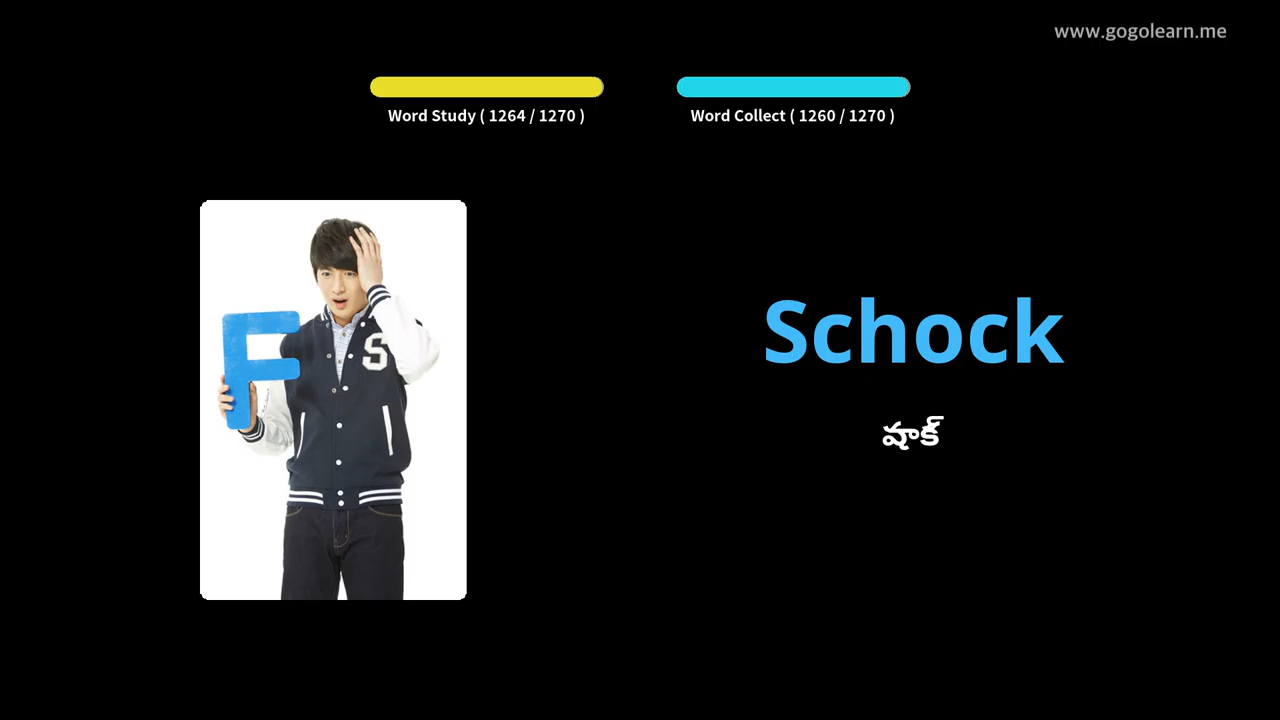 www.gogolearn.me
Word Study ( 1264 / 1270 )
Word Collect ( 1260 / 1270 )
F
S
Schock
షాక్